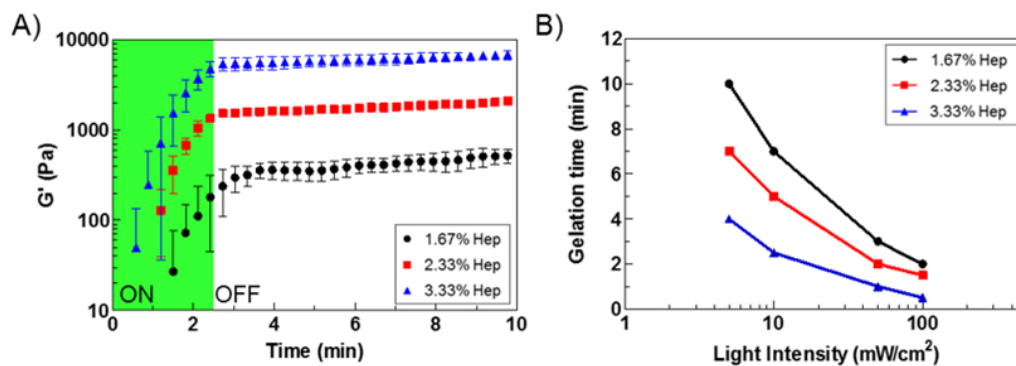 A)
10000
1000
100
10
G' (Pa)
ON OFF
1.67% Hep
2.33% Hep
3.33% Hep
0 2 4 6 8 10
Time (min)
B)
12
10
8
6
4
2
0
Gelation time (min)
1.67% Hep
2.33% Hep
3.33% Hep
1 10 100
Light Intensity (mW/cm²)